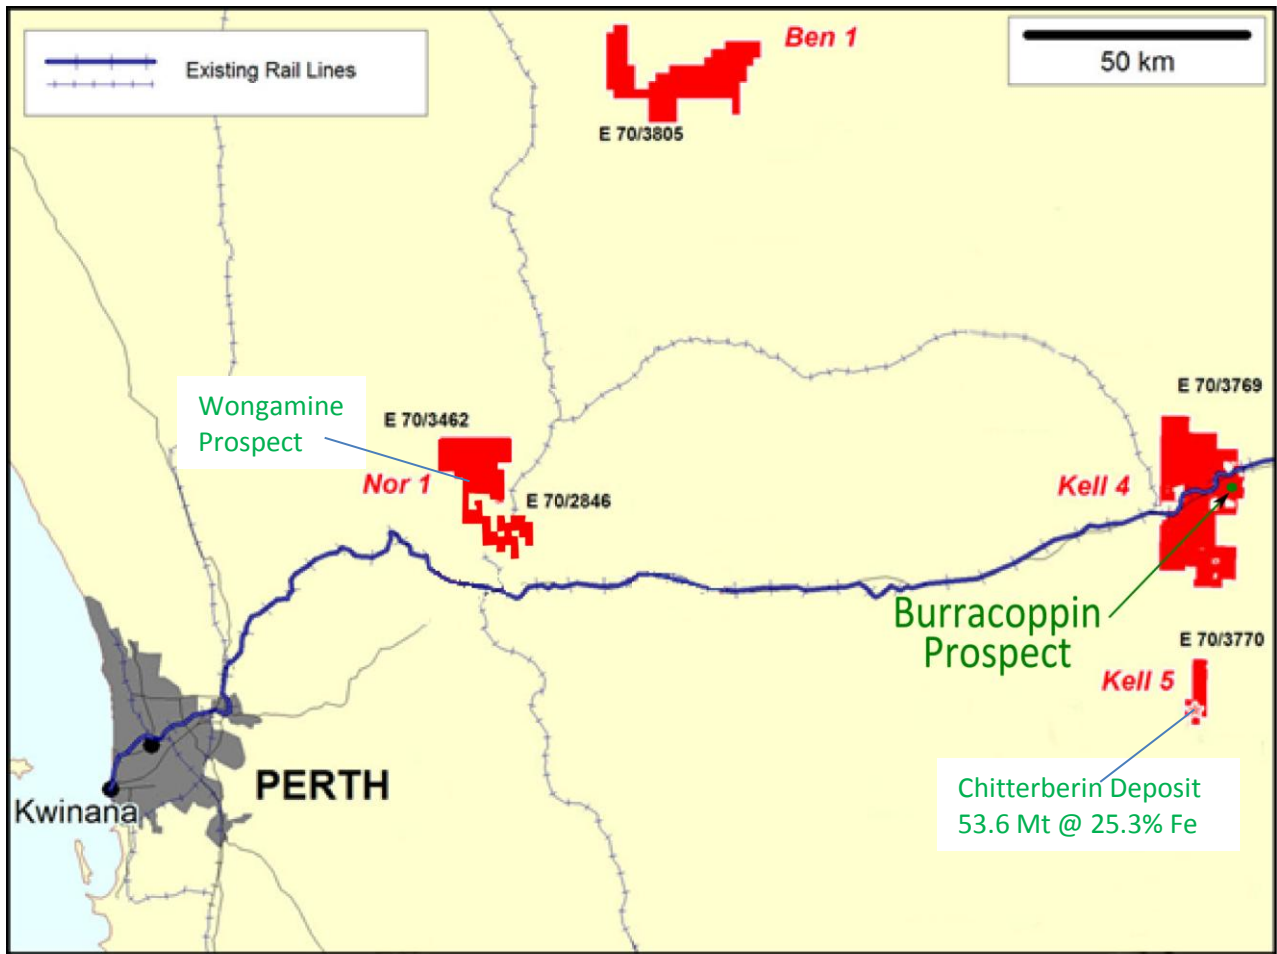 Existing Rail Lines
Ben 1
50 km
E 70/3805
E 70/3769
Wongamine
Prospect
E 70/3462
Nor 1
E 70/2846
Kell 4
Burracoppin
Prospect
E 70/3770
Kell 5
PERTH
Kwinana
Chitterberin Deposit
53.6 Mt @ 25.3% Fe